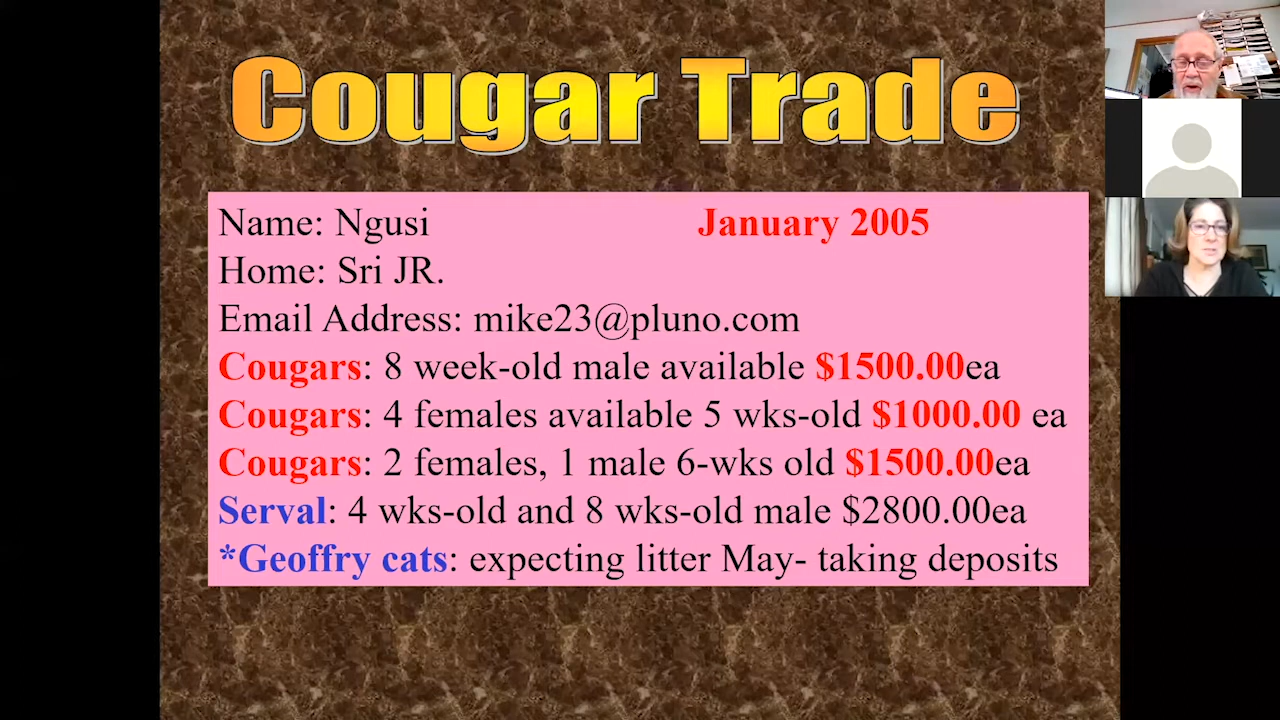 Cougar Trade
Name: Ngusi January 2005
Home: Sri JR.
Email Address: mike23@pluno.com
Cougars: 8 week-old male available $1500.00ea
Cougars: 4 females available 5 wks-old $1000.00 ea
Cougars: 2 females, 1 male 6-wks old $1500.00ea
Serval: 4 wks-old and 8 wks-old male $2800.00ea
*Geoffry cats: expecting litter May- taking deposits